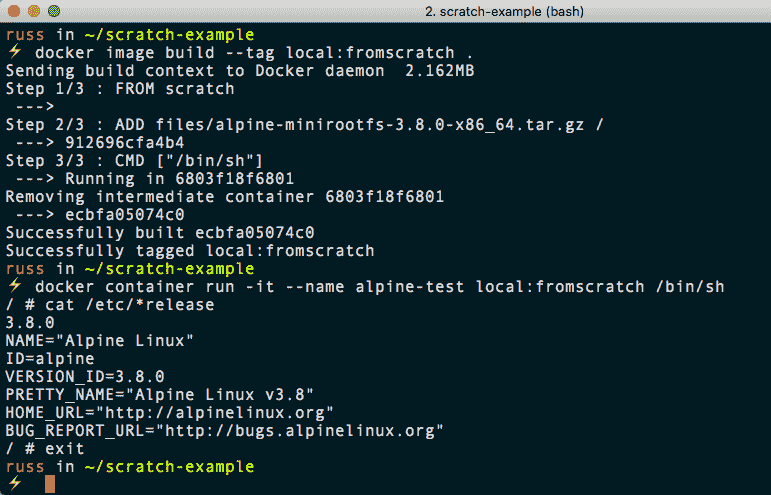 2. scratch-example (bash)
russ in ~/scratch-example
⚡ docker image build --tag local:fromscratch .
Sending build context to Docker daemon  2.162MB
Step 1/3 : FROM scratch
 --->
Step 2/3 : ADD files/alpine-minirootfs-3.8.0-x86_64.tar.gz /
 ---> 912696cfa4b4
Step 3/3 : CMD ["/bin/sh"]
 ---> Running in 6803f18f6801
Removing intermediate container 6803f18f6801
 ---> ecbfa05074c0
Successfully built ecbfa05074c0
Successfully tagged local:fromscratch
russ in ~/scratch-example
⚡ docker container run -it --name alpine-test local:fromscratch /bin/sh
/ # cat /etc/*release
3.8.0
NAME="Alpine Linux"
ID=alpine
VERSION_ID=3.8.0
PRETTY_NAME="Alpine Linux v3.8"
HOME_URL="http://alpinelinux.org"
BUG_REPORT_URL="http://bugs.alpinelinux.org"
/ # exit
russ in ~/scratch-example
⚡